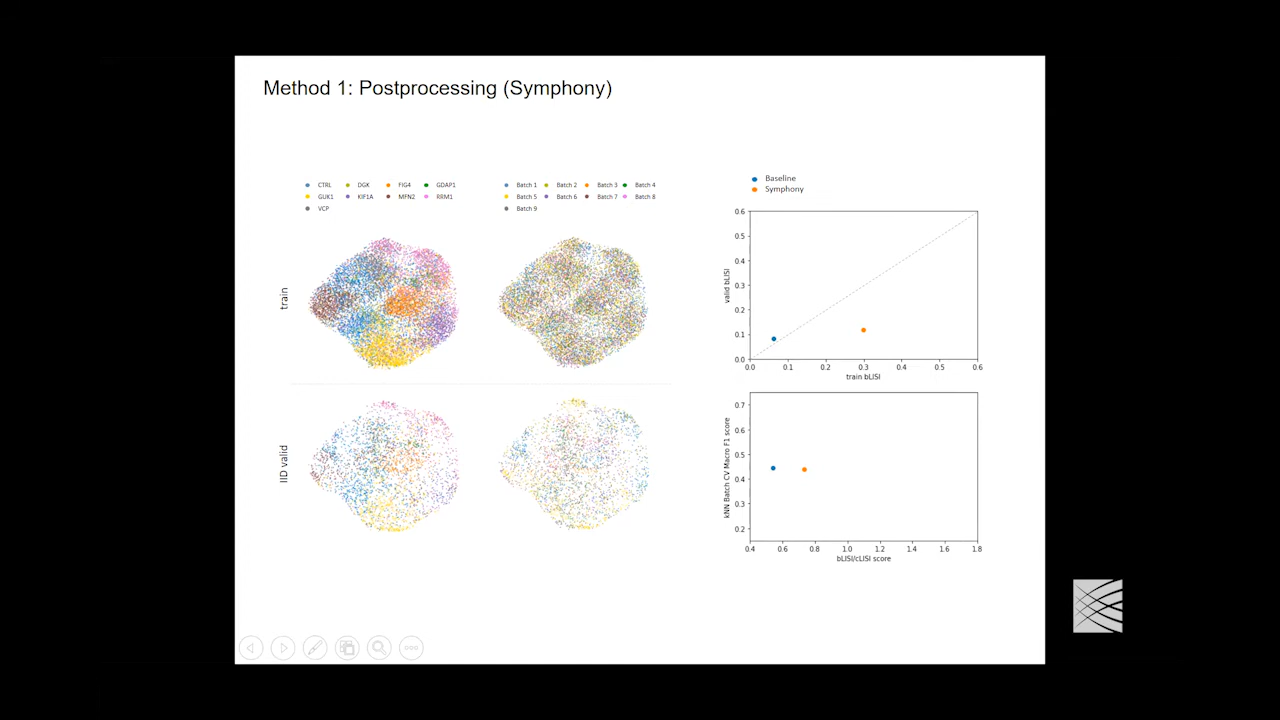 Method 1: Postprocessing (Symphony)
CTRL DGK FIG4 GDAP1
GUK1 KIF1A MFN2 RRM1
VCP
Batch 1 Batch 2 Batch 3 Batch 4
Batch 5 Batch 6 Batch 7 Batch 8
Batch 9
train
IID valid
Baseline
Symphony
0.6
0.5
0.4
0.3
0.2
0.1
0.0
valid bLISI
0.0 0.1 0.2 0.3 0.4 0.5 0.6
train bLISI
0.7
0.6
0.5
0.4
0.3
0.2
kNN Batch CV Macro F1 score
0.4 0.6 0.8 1.0 1.2 1.4 1.6 1.8
bLISI/cLISI score